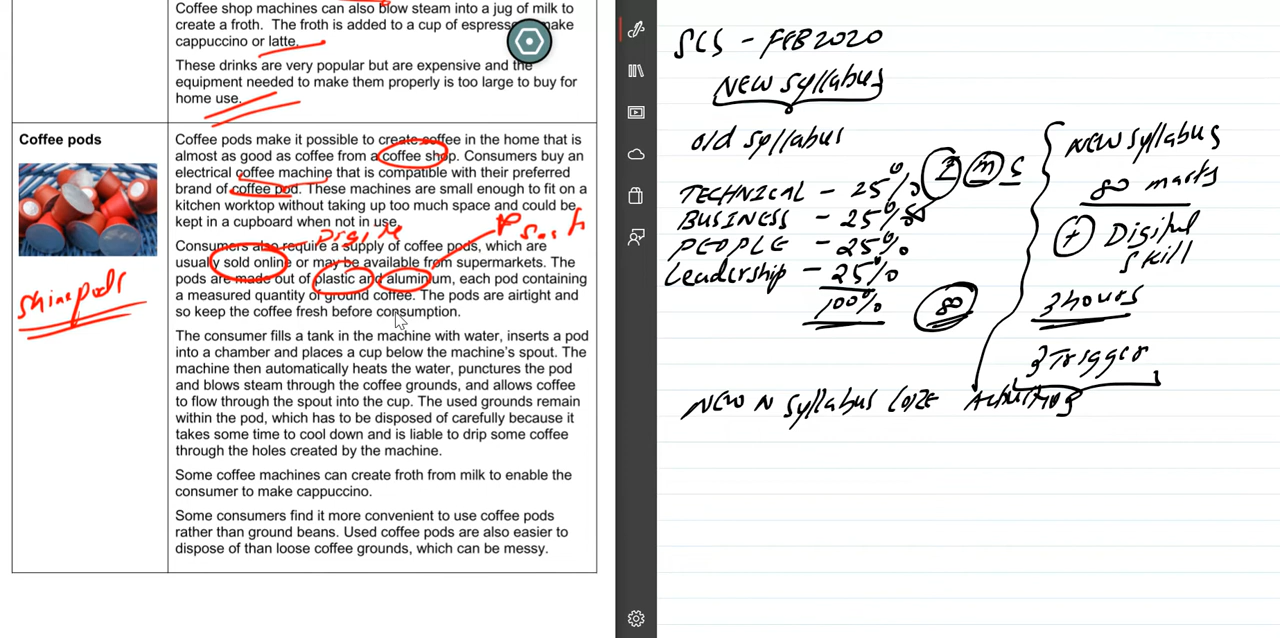 Coffee shop machines can also blow steam into a jug of milk to
create a froth. The froth is added to a cup of espresso make
cappuccino or latte.
These drinks are very popular but are expensive and the
equipment needed to make them properly is too large to buy for
home use.
Coffee pods
Coffee pods make it possible to create coffee in the home that is
almost as good as coffee from a coffee shop. Consumers buy an
electrical coffee machine that is compatible with their preferred
brand of coffee pod. These machines are small enough to fit on a
kitchen worktop without taking up too much space and could be
kept in a cupboard when not in use.
Consumers also require a supply of coffee pods, which are
usually sold online or may be available from supermarkets. The
pods are made out of plastic and aluminium, each pod containing
a measured quantity of ground coffee. The pods are airtight and
so keep the coffee fresh before consumption.
The consumer fills a tank in the machine with water, inserts a pod
into a chamber and places a cup below the machine's spout. The
machine then automatically heats the water, punctures the pod
and blows steam through the coffee grounds, and allows coffee
to flow through the spout into the cup. The used grounds remain
within the pod, which has to be disposed of carefully because it
takes some time to cool down and is liable to drip some coffee
through the holes created by the machine.
Some coffee machines can create froth from milk to enable the
consumer to make cappuccino.
Some consumers find it more convenient to use coffee pods
rather than ground beans. Used coffee pods are also easier to
dispose of than loose coffee grounds, which can be messy.
Shinepods
SCS - FEB 2020
NEW Syllabus
Old Syllabus
TECHNICAL - 25%
BUSINESS - 25%
PEOPLE - 25%
Leadership - 25%
100%
80
E m S
NEW Syllabus
80 marks
+ Digital
Skill
3 hours
3 Trigger
NEW Syllabus